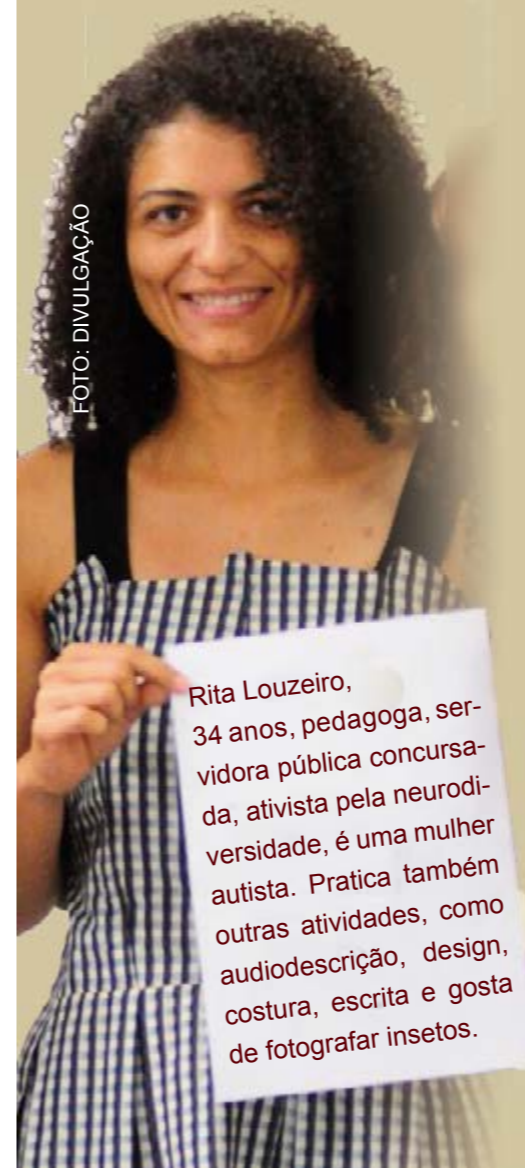 FOTO: DIVULGAÇÃO
Rita Louzeiro,
34 anos, pedagoga, ser-
vidora pública concursa-
da, ativista pela neurodi-
versidade, é uma mulher
autista. Pratica também
outras atividades, como
audiodescrição, design,
costura, escrita e gosta
de fotografar insetos.